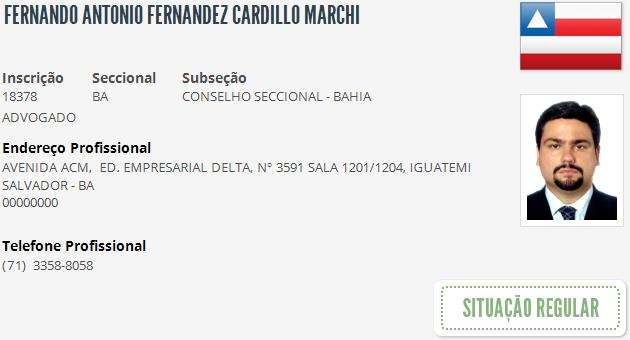 FERNANDO ANTONIO FERNANDEZ CARDILLO MARCHI
Inscrição Seccional Subseção
18378 BA CONSELHO SECCIONAL - BAHIA
ADVOGADO
Endereço Profissional
AVENIDA ACM, ED. EMPRESARIAL DELTA, Nº 3591 SALA 1201/1204, IGUATEMI
SALVADOR - BA
00000000
Telefone Profissional
(71) 3358-8058
SITUAÇÃO REGULAR